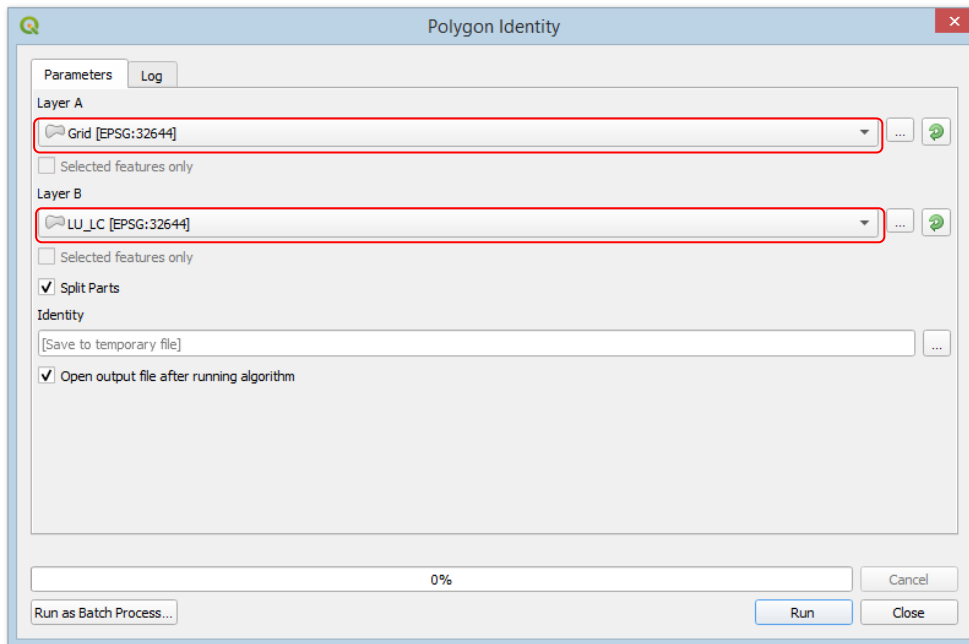 Polygon Identity
Parameters
Log
Layer A
Grid [EPSG:32644]
...
Selected features only
Layer B
LU_LC [EPSG:32644]
...
Selected features only
Split Parts
Identity
[Save to temporary file]
...
Open output file after running algorithm
0%
Cancel
Run as Batch Process...
Run
Close